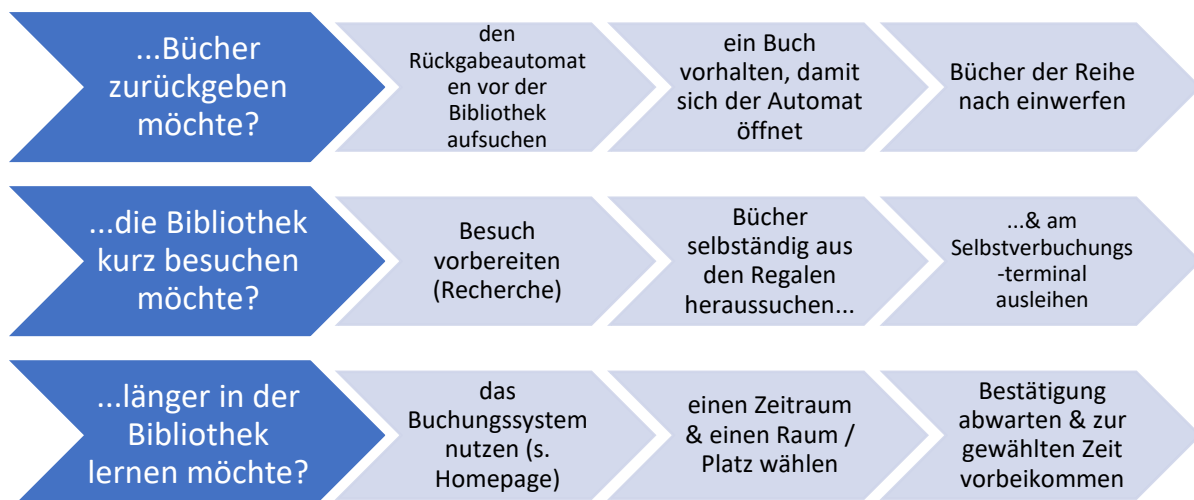 ...Bücher
zurückgeben
möchte?
den
Rückgabeautomat
en vor der
Bibliothek
aufsuchen
ein Buch
vorhalten, damit
sich der Automat
öffnet
Bücher der Reihe
nach einwerfen
...die Bibliothek
kurz besuchen
möchte?
Besuch
vorbereiten
(Recherche)
Bücher
selbständig aus
den Regalen
heraussuchen...
...& am
Selbstverbuchungs
-terminal
ausleihen
...länger in der
Bibliothek
lernen möchte?
das
Buchungssystem
nutzen (s.
Homepage)
einen Zeitraum
& einen Raum /
Platz wählen
Bestätigung
abwarten & zur
gewählten Zeit
vorbeikommen